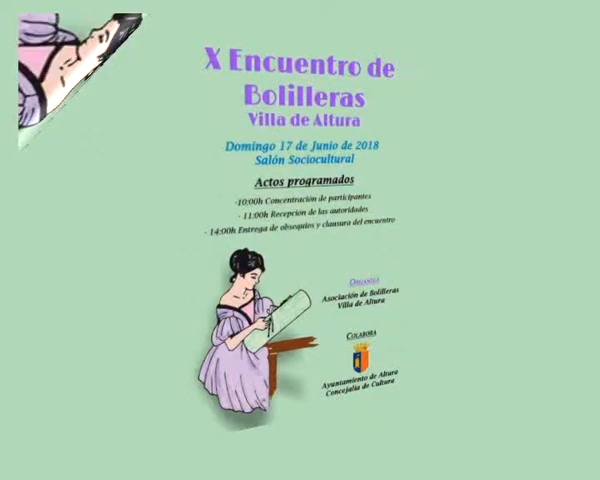 X Encuentro de
Bolilleras
Villa de Altura
Domingo 17 de Junio de 2018
Salón Sociocultural
Actos programados
-10:00h Concentración de participantes
- 11:00h Recepción de las autoridades
- 14:00h Entrega de obsequios y clausura del encuentro
Organiza
Asociación de Bolilleras
Villa de Altura
Colabora
Ayuntamiento de Altura
Concejalía de Cultura